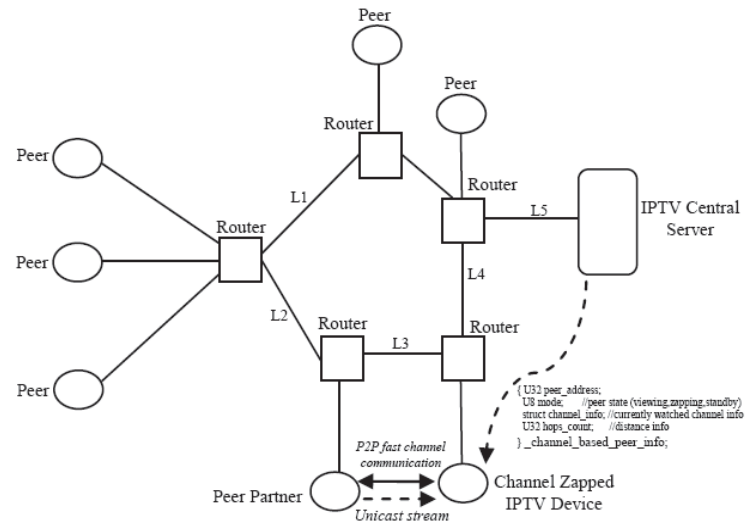 Peer
Peer
Router
Peer
Router
IPTV Central
Server
L1
L5
Router
Peer
L4
L2
Router
Router
L3
Peer
{ U32 peer_address;
U8 mode; //peer state (viewing,zapping,standby)
struct channel_info; //currently watched channel info
U32 hops_count; //distance info
} _channel_based_peer_info;
P2P fast channel
communication
Peer Partner
Channel Zapped
IPTV Device
Unicast stream